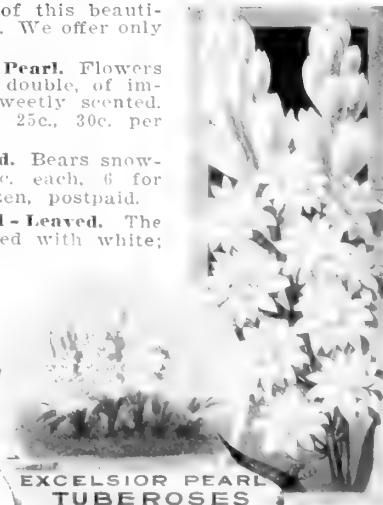 of this beauti-
. We offer only
Pearl. Flowers
double, of im-
weetly scented.
25c., 30c. per
d. Bears snow-
c. each, 6 for
zen, postpaid.
l-Leaved. The
ed with white;
EXCELSIOR PEARL
TUBEROSES